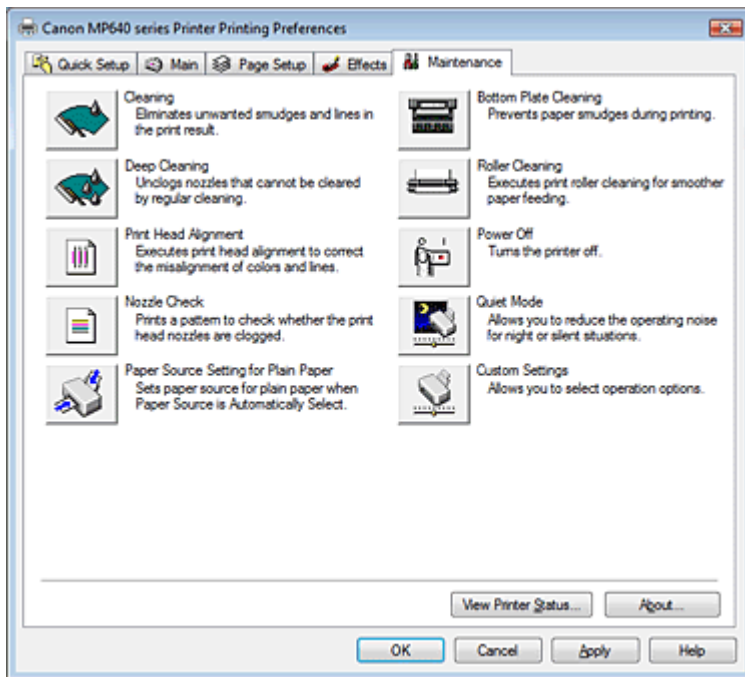 Canon MP640 series Printer Printing Preferences
Quick Setup
Main
Page Setup
Effects
Maintenance
Cleaning
Eliminates unwanted smudges and lines in
the print result.
Bottom Plate Cleaning
Prevents paper smudges during printing.
Deep Cleaning
Unclogs nozzles that cannot be cleared
by regular cleaning.
Roller Cleaning
Executes print roller cleaning for smoother
paper feeding.
Print Head Alignment
Executes print head alignment to correct
the misalignment of colors and lines.
Power Off
Turns the printer off.
Nozzle Check
Prints a pattern to check whether the print
head nozzles are clogged.
Quiet Mode
Allows you to reduce the operating noise
for night or silent situations.
Paper Source Setting for Plain Paper
Sets paper source for plain paper when
Paper Source is Automatically Select.
Custom Settings
Allows you to select operation options.
View Printer Status...
About...
OK
Cancel
Apply
Help